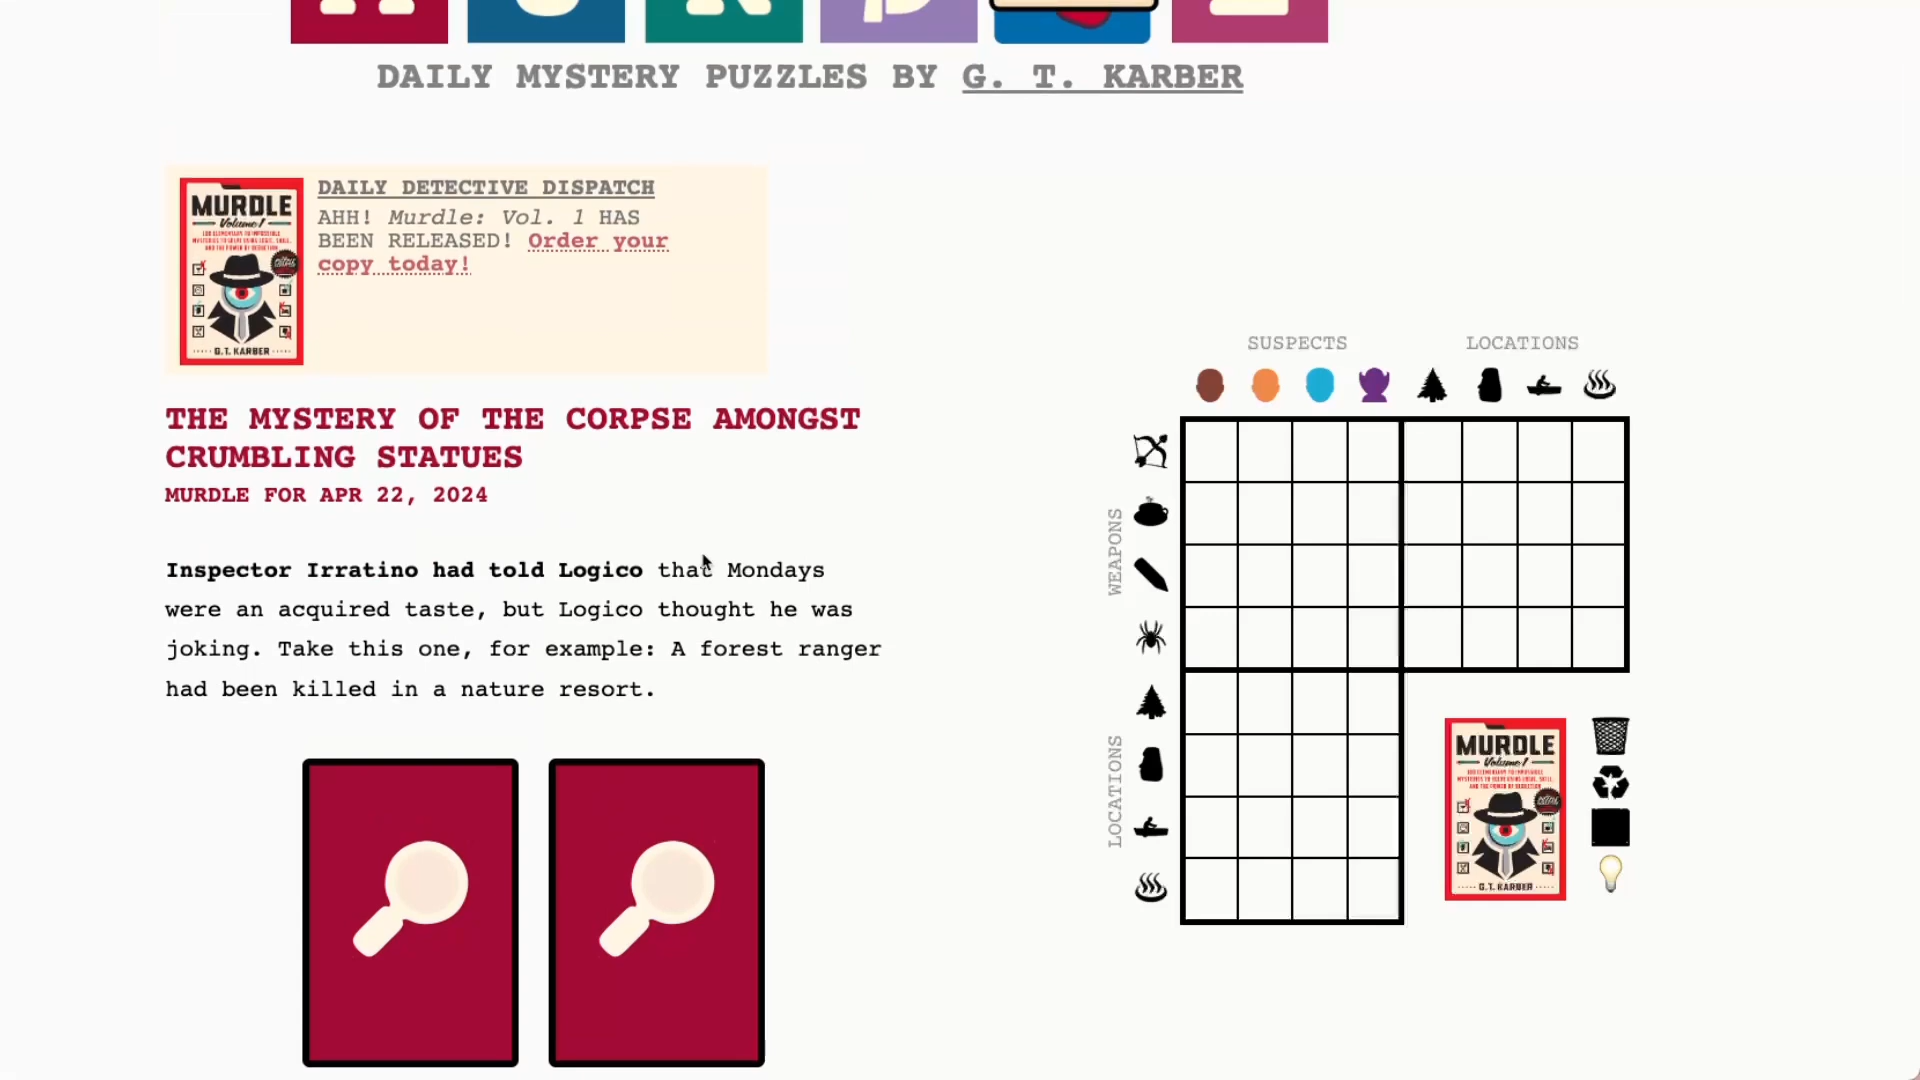 DAILY MYSTERY PUZZLES BY G. T. KARBER
MURDLE
Volume 1
G.T. KARBER
DAILY DETECTIVE DISPATCH
AHH! Murdle: Vol. 1 HAS
BEEN RELEASED! Order your
copy today!
THE MYSTERY OF THE CORPSE AMONGST
CRUMBLING STATUES
MURDLE FOR APR 22, 2024
Inspector Irratino had told Logico that Mondays
were an acquired taste, but Logico thought he was
joking. Take this one, for example: A forest ranger
had been killed in a nature resort.
SUSPECTS
LOCATIONS
WEAPONS
LOCATIONS
MURDLE
Volume 1
G.T. KARBER